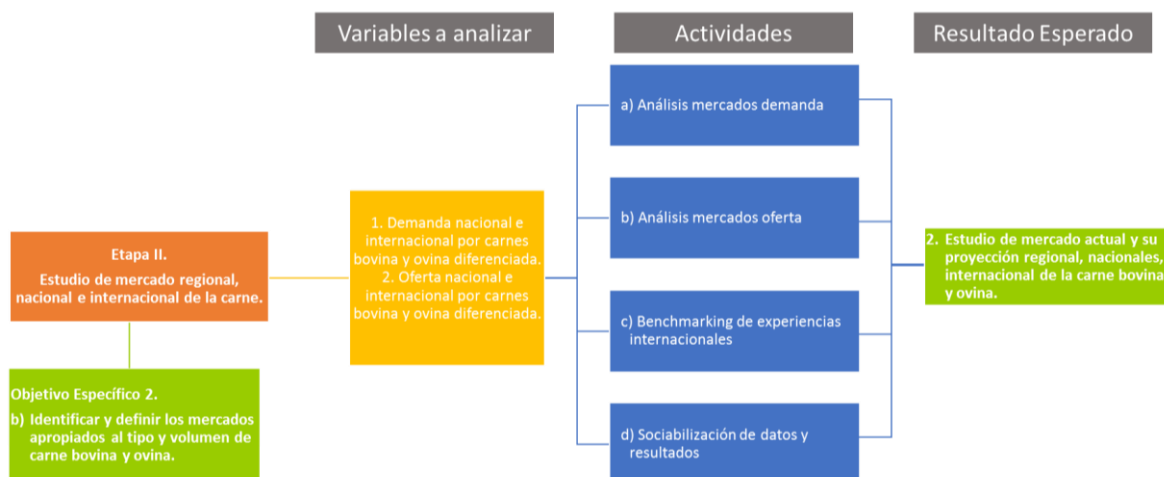 Variables a analizar
Actividades
Resultado Esperado
Etapa II.
Estudio de mercado regional,
nacional e internacional de la carne.
Objetivo Específico 2.
b) Identificar y definir los mercados
apropiados al tipo y volumen de
carne bovina y ovina.
1. Demanda nacional e
internacional por carnes
bovina y ovina diferenciada.
2. Oferta nacional e
internacional por carnes
bovina y ovina diferenciada.
a) Análisis mercados demanda
b) Análisis mercados oferta
c) Benchmarking de experiencias
internacionales
d) Sociabilización de datos y
resultados
2. Estudio de mercado actual y su
proyección regional, nacionales,
internacional de la carne bovina
y ovina.